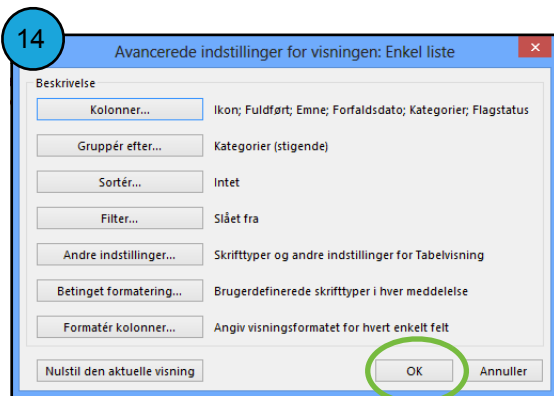 14
Avancerede indstillinger for visningen: Enkel liste
Beskrivelse
Kolonner... Ikon; Fuldført; Emne; Forfaldsdato; Kategorier; Flagstatus
Gruppér efter... Kategorier (stigende)
Sortér... Intet
Filter... Slået fra
Andre indstillinger... Skrifttyper og andre indstillinger for Tabelvisning
Betinget formatering... Brugerdefinerede skrifttyper i hver meddelelse
Formatér kolonner... Angiv visningsformatet for hvert enkelt felt
Nulstil den aktuelle visning OK Annuller